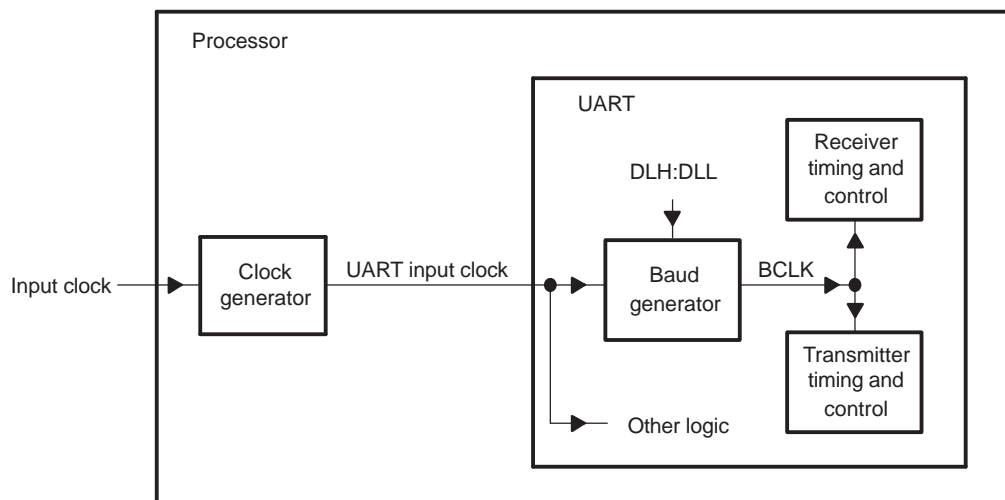 Processor
UART
Receiver
timing and
control
DLH:DLL
Input clock
Clock
generator
UART input clock
Baud
generator
BCLK
Transmitter
timing and
control
Other logic